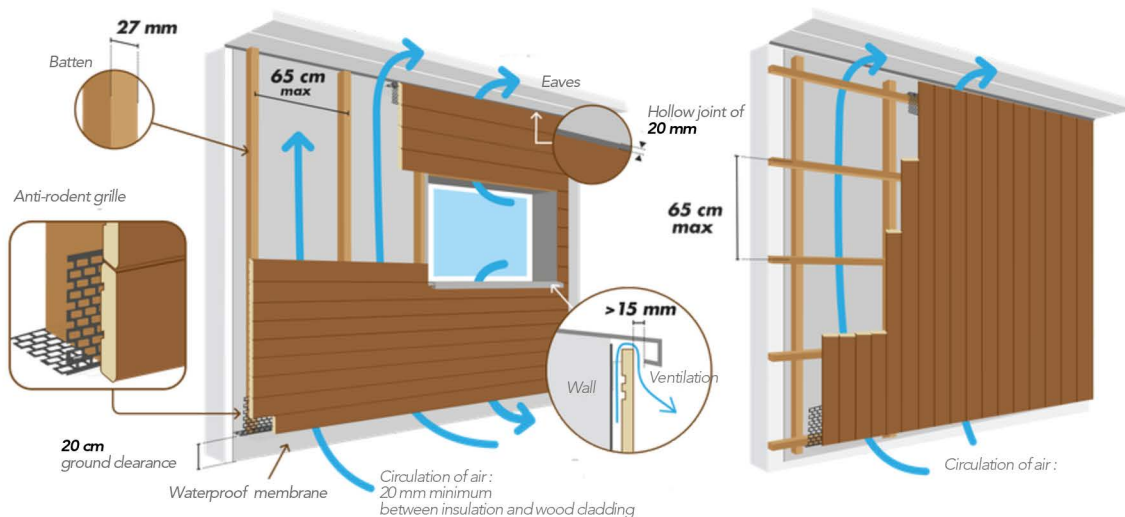 27 mm
Batten
65 cm
max
Eaves
Hollow joint of
20 mm
Anti-rodent grille
65 cm
max
>15 mm
Wall
Ventilation
20 cm
ground clearance
Waterproof membrane
Circulation of air :
20 mm minimum
between insulation and wood cladding
Circulation of air :